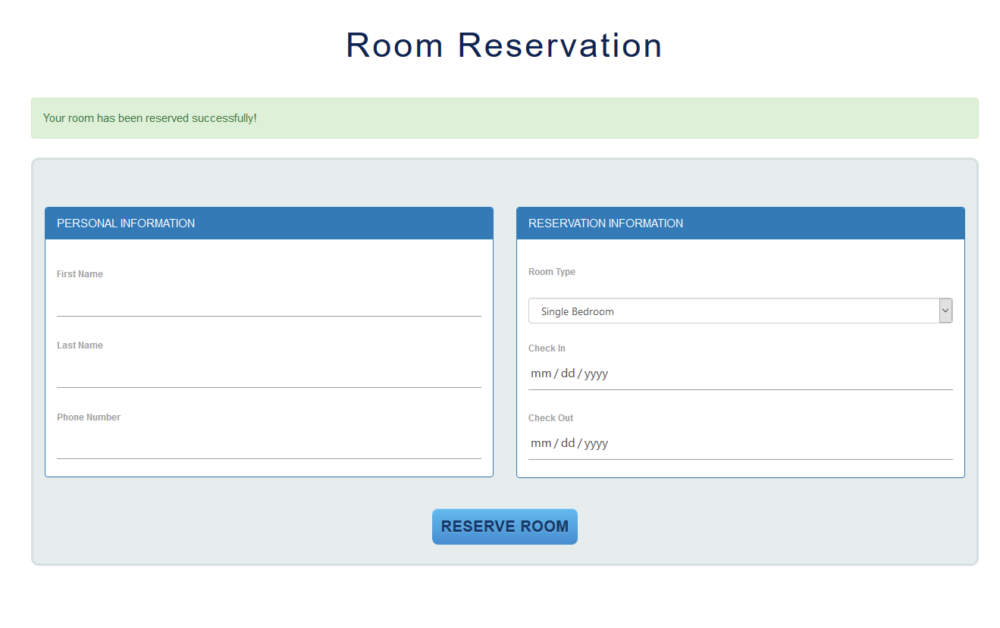 Room Reservation
Your room has been reserved successfully!
PERSONAL INFORMATION
First Name
Last Name
Phone Number
RESERVATION INFORMATION
Room Type
Single Bedroom
Check In
mm / dd / yyyy
Check Out
mm / dd / yyyy
RESERVE ROOM